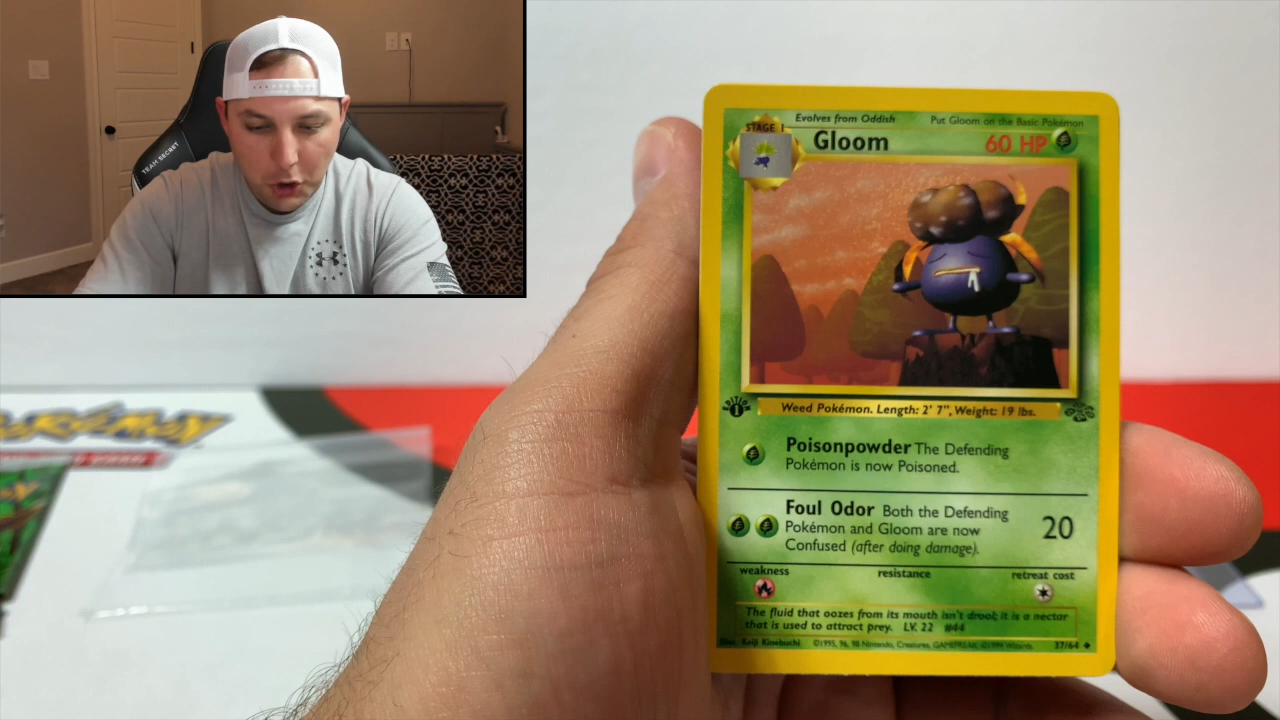 TEAM SECRET
POKÉMON
Evolves from Oddish
Put Gloom on the Basic Pokémon
STAGE 1
Gloom
60 HP
EDITION
1
Weed Pokémon. Length: 2' 7", Weight: 19 lbs.
Poisonpowder The Defending
Pokémon is now Poisoned.
Foul Odor Both the Defending
Pokémon and Gloom are now
Confused (after doing damage).
20
weakness
resistance
retreat cost
The fluid that oozes from its mouth isn't drool; it is a nectar
that is used to attract prey. LV. 22 #44
Illus. Keiji Kinebuchi
©1995, 96, 98 Nintendo, Creatures, GAMEFREAK. ©1999 Wizards.
37/64